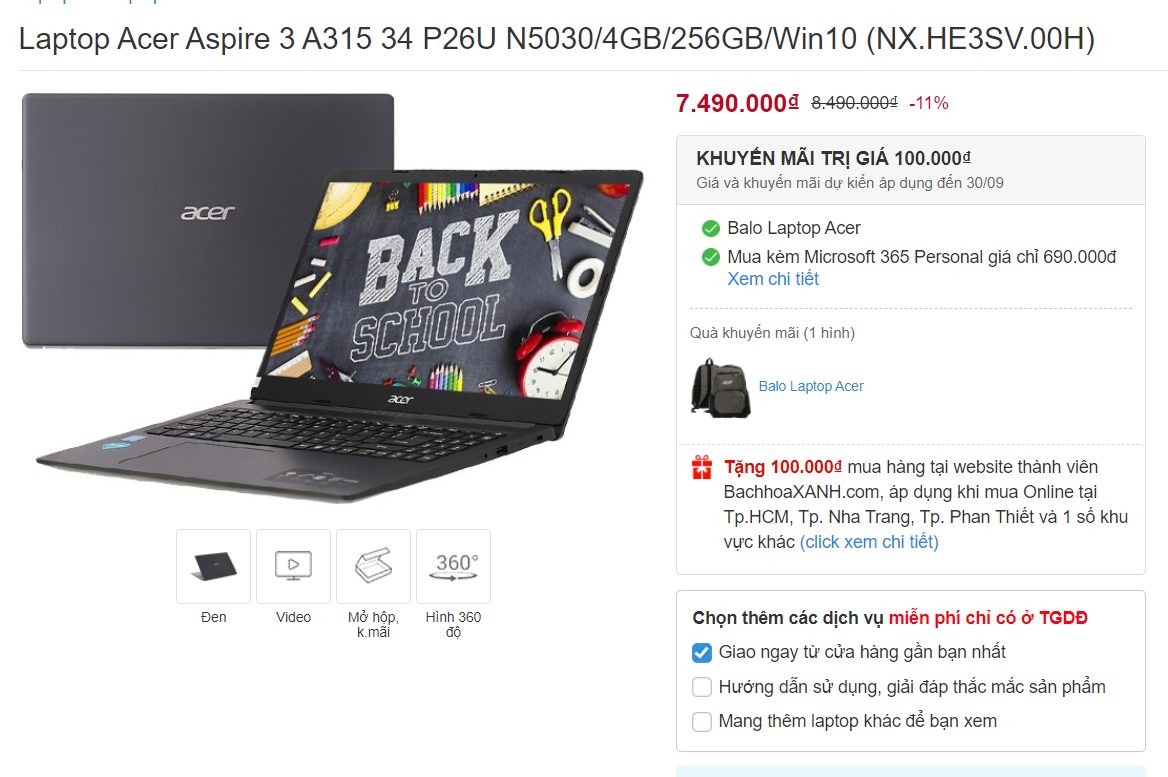 Laptop Acer Aspire 3 A315 34 P26U N5030/4GB/256GB/Win10 (NX.HE3SV.00H)
7.490.000₫ 8.490.000₫ -11%
KHUYẾN MÃI TRỊ GIÁ 100.000₫
Giá và khuyến mãi dự kiến áp dụng đến 30/09
Balo Laptop Acer
Mua kèm Microsoft 365 Personal giá chỉ 690.000đ
Xem chi tiết
Quà khuyến mãi (1 hình)
Balo Laptop Acer
Tặng 100.000₫ mua hàng tại website thành viên
BachhoaXANH.com, áp dụng khi mua Online tại
Tp.HCM, Tp. Nha Trang, Tp. Phan Thiết và 1 số khu
vực khác (click xem chi tiết)
Chọn thêm các dịch vụ miễn phí chỉ có ở TGDĐ
Giao ngay từ cửa hàng gần bạn nhất
Hướng dẫn sử dụng, giải đáp thắc mắc sản phẩm
Mang thêm laptop khác để bạn xem
acer
BACK
TO
SCHOOL
acer
360°
Đen
Video
Mở hộp,
k.mãi
Hình 360
độ